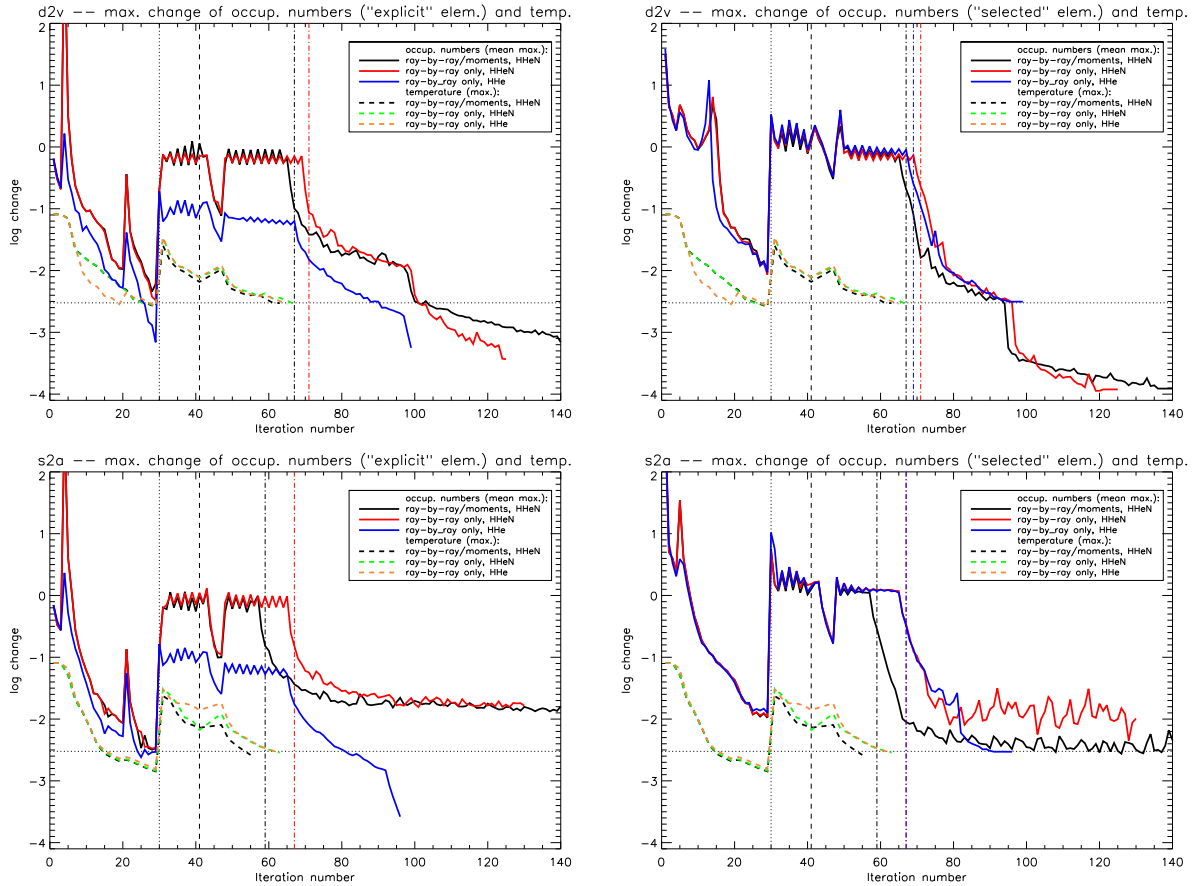 d2v —— max. change of occup. numbers ("explicit" elem.) and temp.
2
1
0
−1
−2
−3
−4
log change
occup. numbers (mean max.):
ray−by−ray/moments, HHeN
ray−by−ray only, HHeN
ray−by_ray only, HHe
temperature (max.):
ray−by−ray/moments, HHeN
ray−by−ray only, HHeN
ray−by−ray only, HHe
0 20 40 60 80 100 120 140
Iteration number
d2v —— max. change of occup. numbers ("selected" elem.) and temp.
2
1
0
−1
−2
−3
−4
log change
occup. numbers (mean max.):
ray−by−ray/moments, HHeN
ray−by−ray only, HHeN
ray−by_ray only, HHe
temperature (max.):
ray−by−ray/moments, HHeN
ray−by−ray only, HHeN
ray−by−ray only, HHe
0 20 40 60 80 100 120 140
Iteration number
s2a —— max. change of occup. numbers ("explicit" elem.) and temp.
2
1
0
−1
−2
−3
−4
log change
occup. numbers (mean max.):
ray−by−ray/moments, HHeN
ray−by−ray only, HHeN
ray−by_ray only, HHe
temperature (max.):
ray−by−ray/moments, HHeN
ray−by−ray only, HHeN
ray−by−ray only, HHe
0 20 40 60 80 100 120 140
Iteration number
s2a —— max. change of occup. numbers ("selected" elem.) and temp.
2
1
0
−1
−2
−3
−4
log change
occup. numbers (mean max.):
ray−by−ray/moments, HHeN
ray−by−ray only, HHeN
ray−by_ray only, HHe
temperature (max.):
ray−by−ray/moments, HHeN
ray−by−ray only, HHeN
ray−by−ray only, HHe
0 20 40 60 80 100 120 140
Iteration number